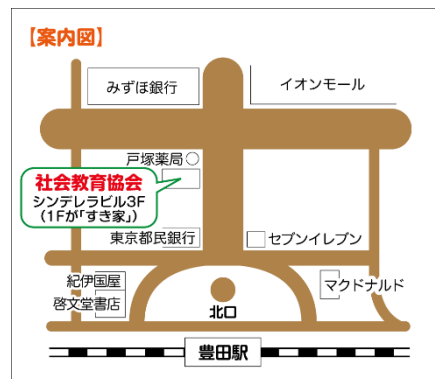 【案内図】
みずほ銀行
イオンモール
戸塚薬局
社会教育協会
シンデレラビル3F
(1Fが「すき家」)
東京都民銀行
セブンイレブン
紀伊国屋
啓文堂書店
マクドナルド
北口
豊田駅